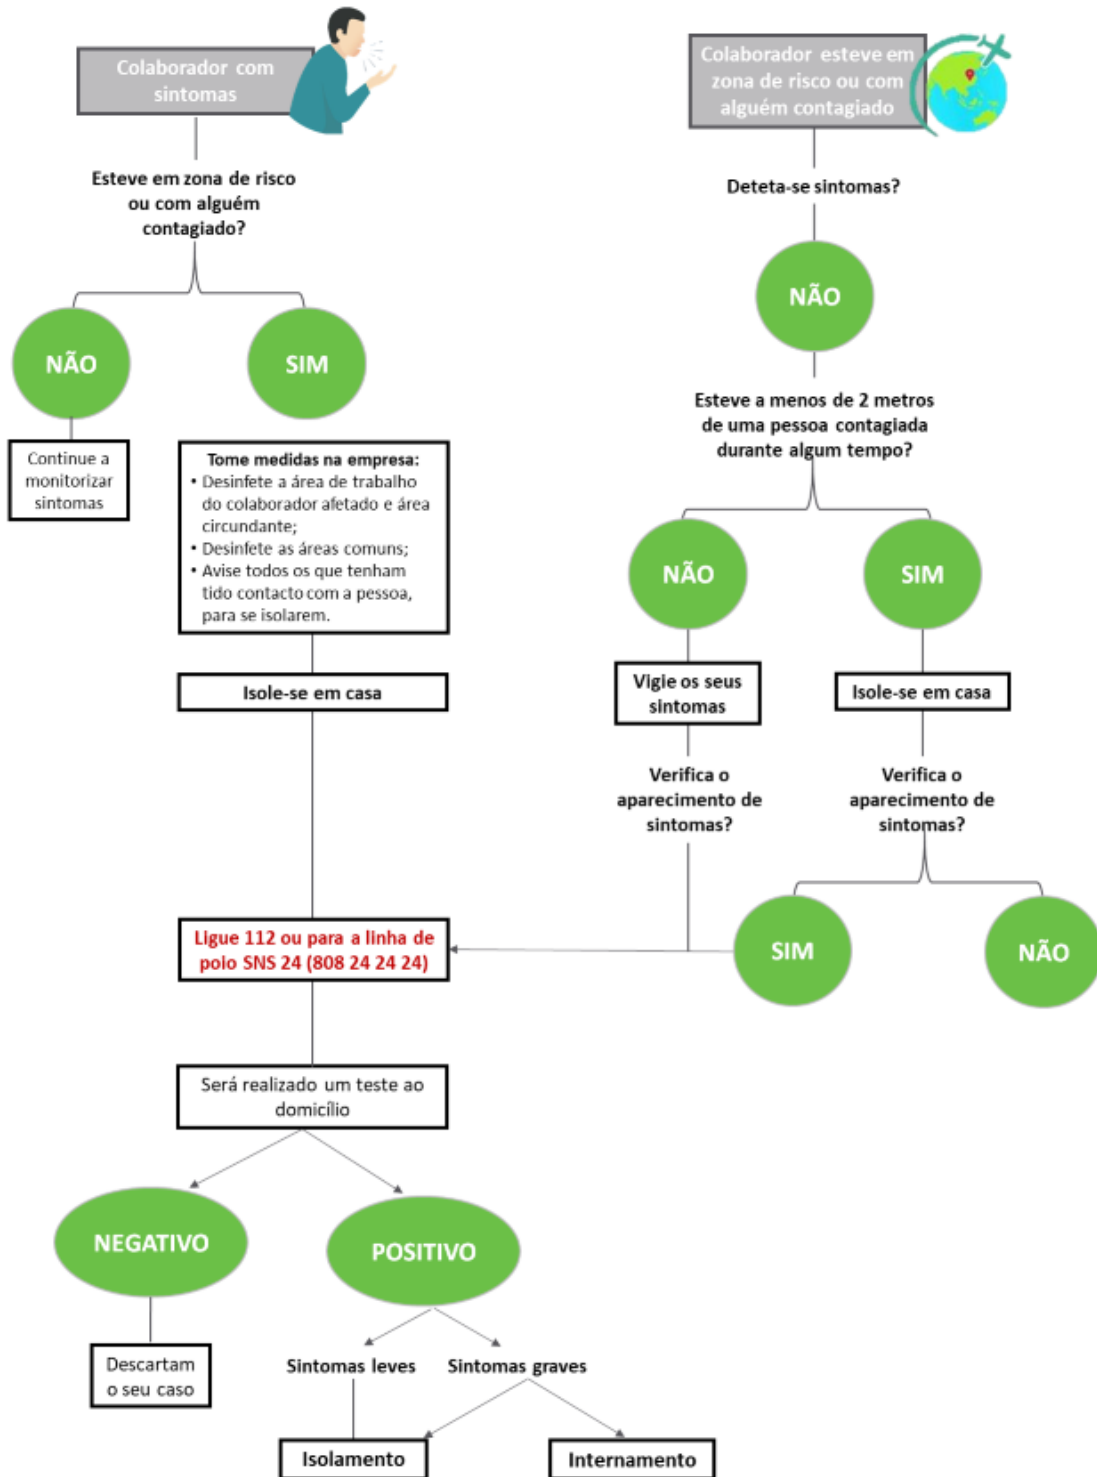 Colaborador com
sintomas
Esteve em zona de risco
ou com alguém
contagiado?
NÃO
SIM
Continue a
monitorizar
sintomas
Tome medidas na empresa:
• Desinfete a área de trabalho
do colaborador afetado e área
circundante;
• Desinfete as áreas comuns;
• Avise todos os que tenham
tido contacto com a pessoa,
para se isolarem.
Isole-se em casa
Colaborador esteve em
zona de risco ou com
alguém contagiado
Deteta-se sintomas?
NÃO
Esteve a menos de 2 metros
de uma pessoa contagiada
durante algum tempo?
NÃO
SIM
Vigie os seus
sintomas
Isole-se em casa
Verifica o
aparecimento de
sintomas?
Verifica o
aparecimento de
sintomas?
SIM
NÃO
Ligue 112 ou para a linha de
poio SNS 24 (808 24 24 24)
Será realizado um teste ao
domicílio
NEGATIVO
POSITIVO
Descartam
o seu caso
Sintomas leves
Sintomas graves
Isolamento
Internamento